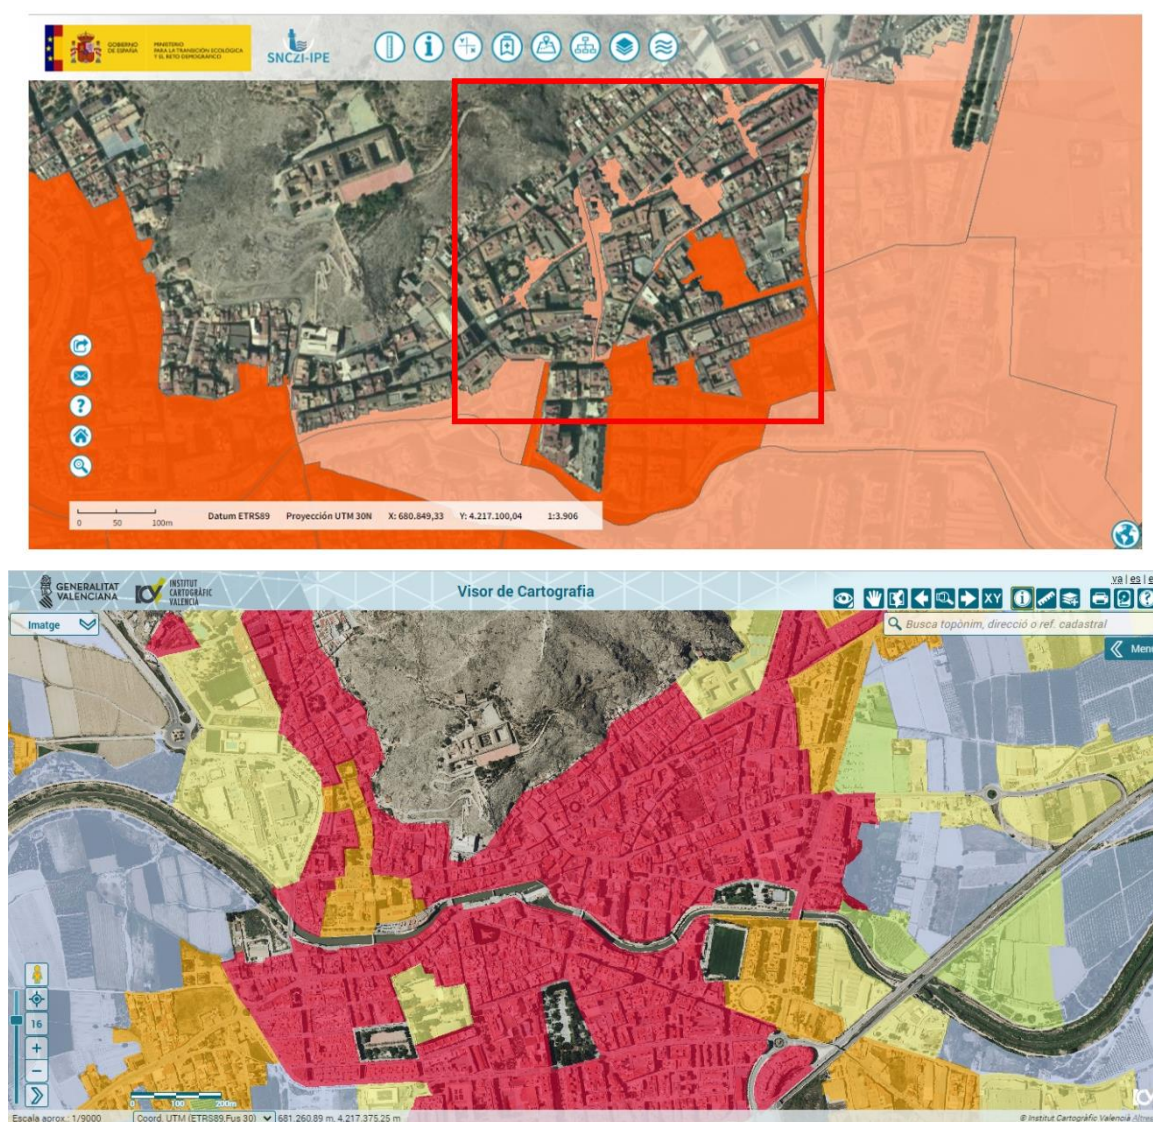 GOBIERNO DE ESPAÑA
MINISTERIO PARA LA TRANSICIÓN ECOLÓGICA Y EL RETO DEMOGRÁFICO
SNCZI-IPE
0 50 100m
Datum ETRS89 Proyección UTM 30N X: 680.849,33 Y: 4.217.100,04 1:3.906
GENERALITAT VALENCIANA
ICV INSTITUT CARTOGRÀFIC VALENCIÀ
Visor de Cartografia
va | es | e
XY
Imatge
Busca topònim, direcció o ref. cadastral
Menú
16
0 100 200m
Escala aprox.: 1/9000 Coord. UTM (ETRS89,Fus 30) 681.260,89 m, 4.217.375,25 m
© Institut Cartogràfic Valencià